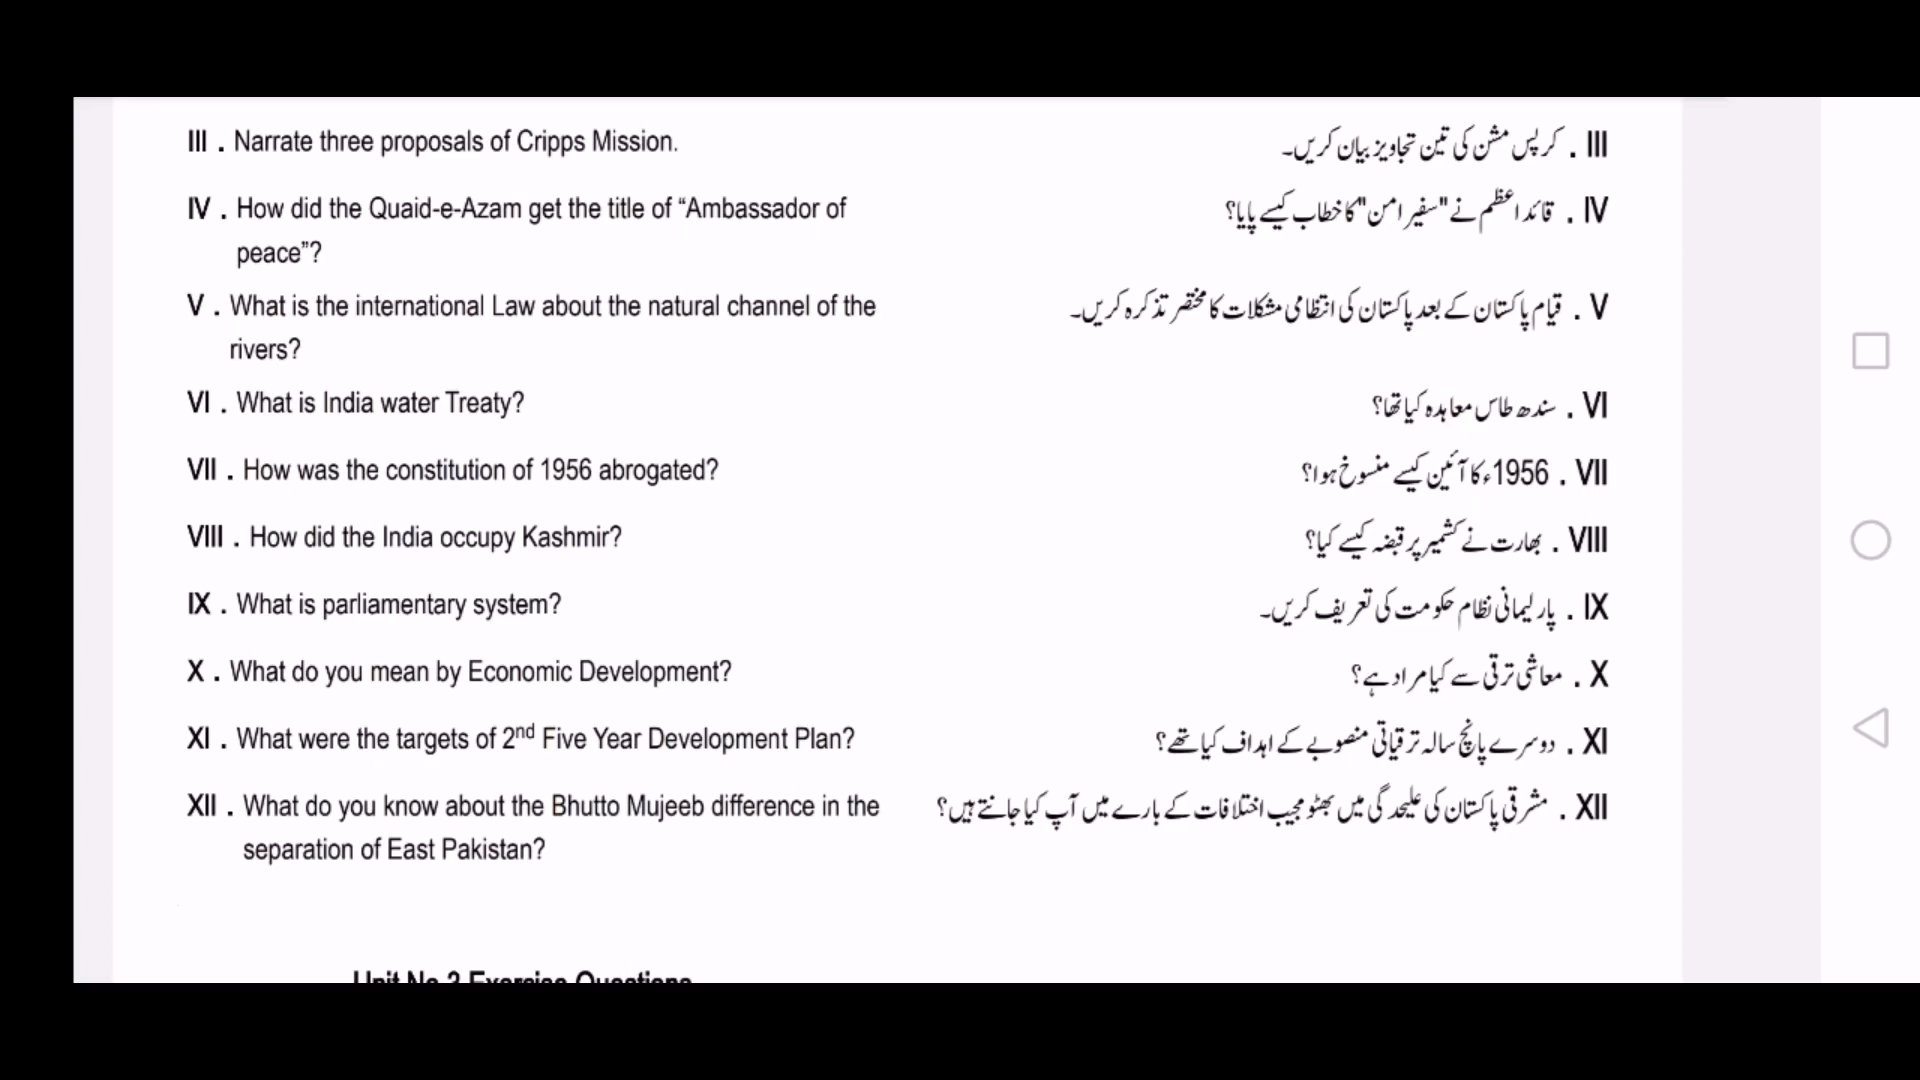 III . Narrate three proposals of Cripps Mission.
III . کرپس مشن کی تین تجاویز بیان کریں۔
IV . How did the Quaid-e-Azam get the title of “Ambassador of
peace”?
IV . قائد اعظم نے "سفیر امن" کا خطاب کیسے پایا؟
V . What is the international Law about the natural channel of the
rivers?
V . قیام پاکستان کے بعد پاکستان کی انتظامی مشکلات کا مختصر تذکرہ کریں۔
VI . What is India water Treaty?
VI . سندھ طاس معاہدہ کیا تھا؟
VII . How was the constitution of 1956 abrogated?
VII . 1956ء کا آئین کیسے منسوخ ہوا؟
VIII . How did the India occupy Kashmir?
VIII . بھارت نے کشمیر پر قبضہ کیسے کیا؟
IX . What is parliamentary system?
IX . پارلیمانی نظام حکومت کی تعریف کریں۔
X . What do you mean by Economic Development?
X . معاشی ترقی سے کیا مراد ہے؟
XI . What were the targets of 2nd Five Year Development Plan?
XI . دوسرے پانچ سالہ ترقیاتی منصوبے کے اہداف کیا تھے؟
XII . What do you know about the Bhutto Mujeeb difference in the
separation of East Pakistan?
XII . مشرقی پاکستان کی علیحدگی میں بھٹو مجیب اختلافات کے بارے میں آپ کیا جانتے ہیں؟
Unit No 3 Exercise Questions